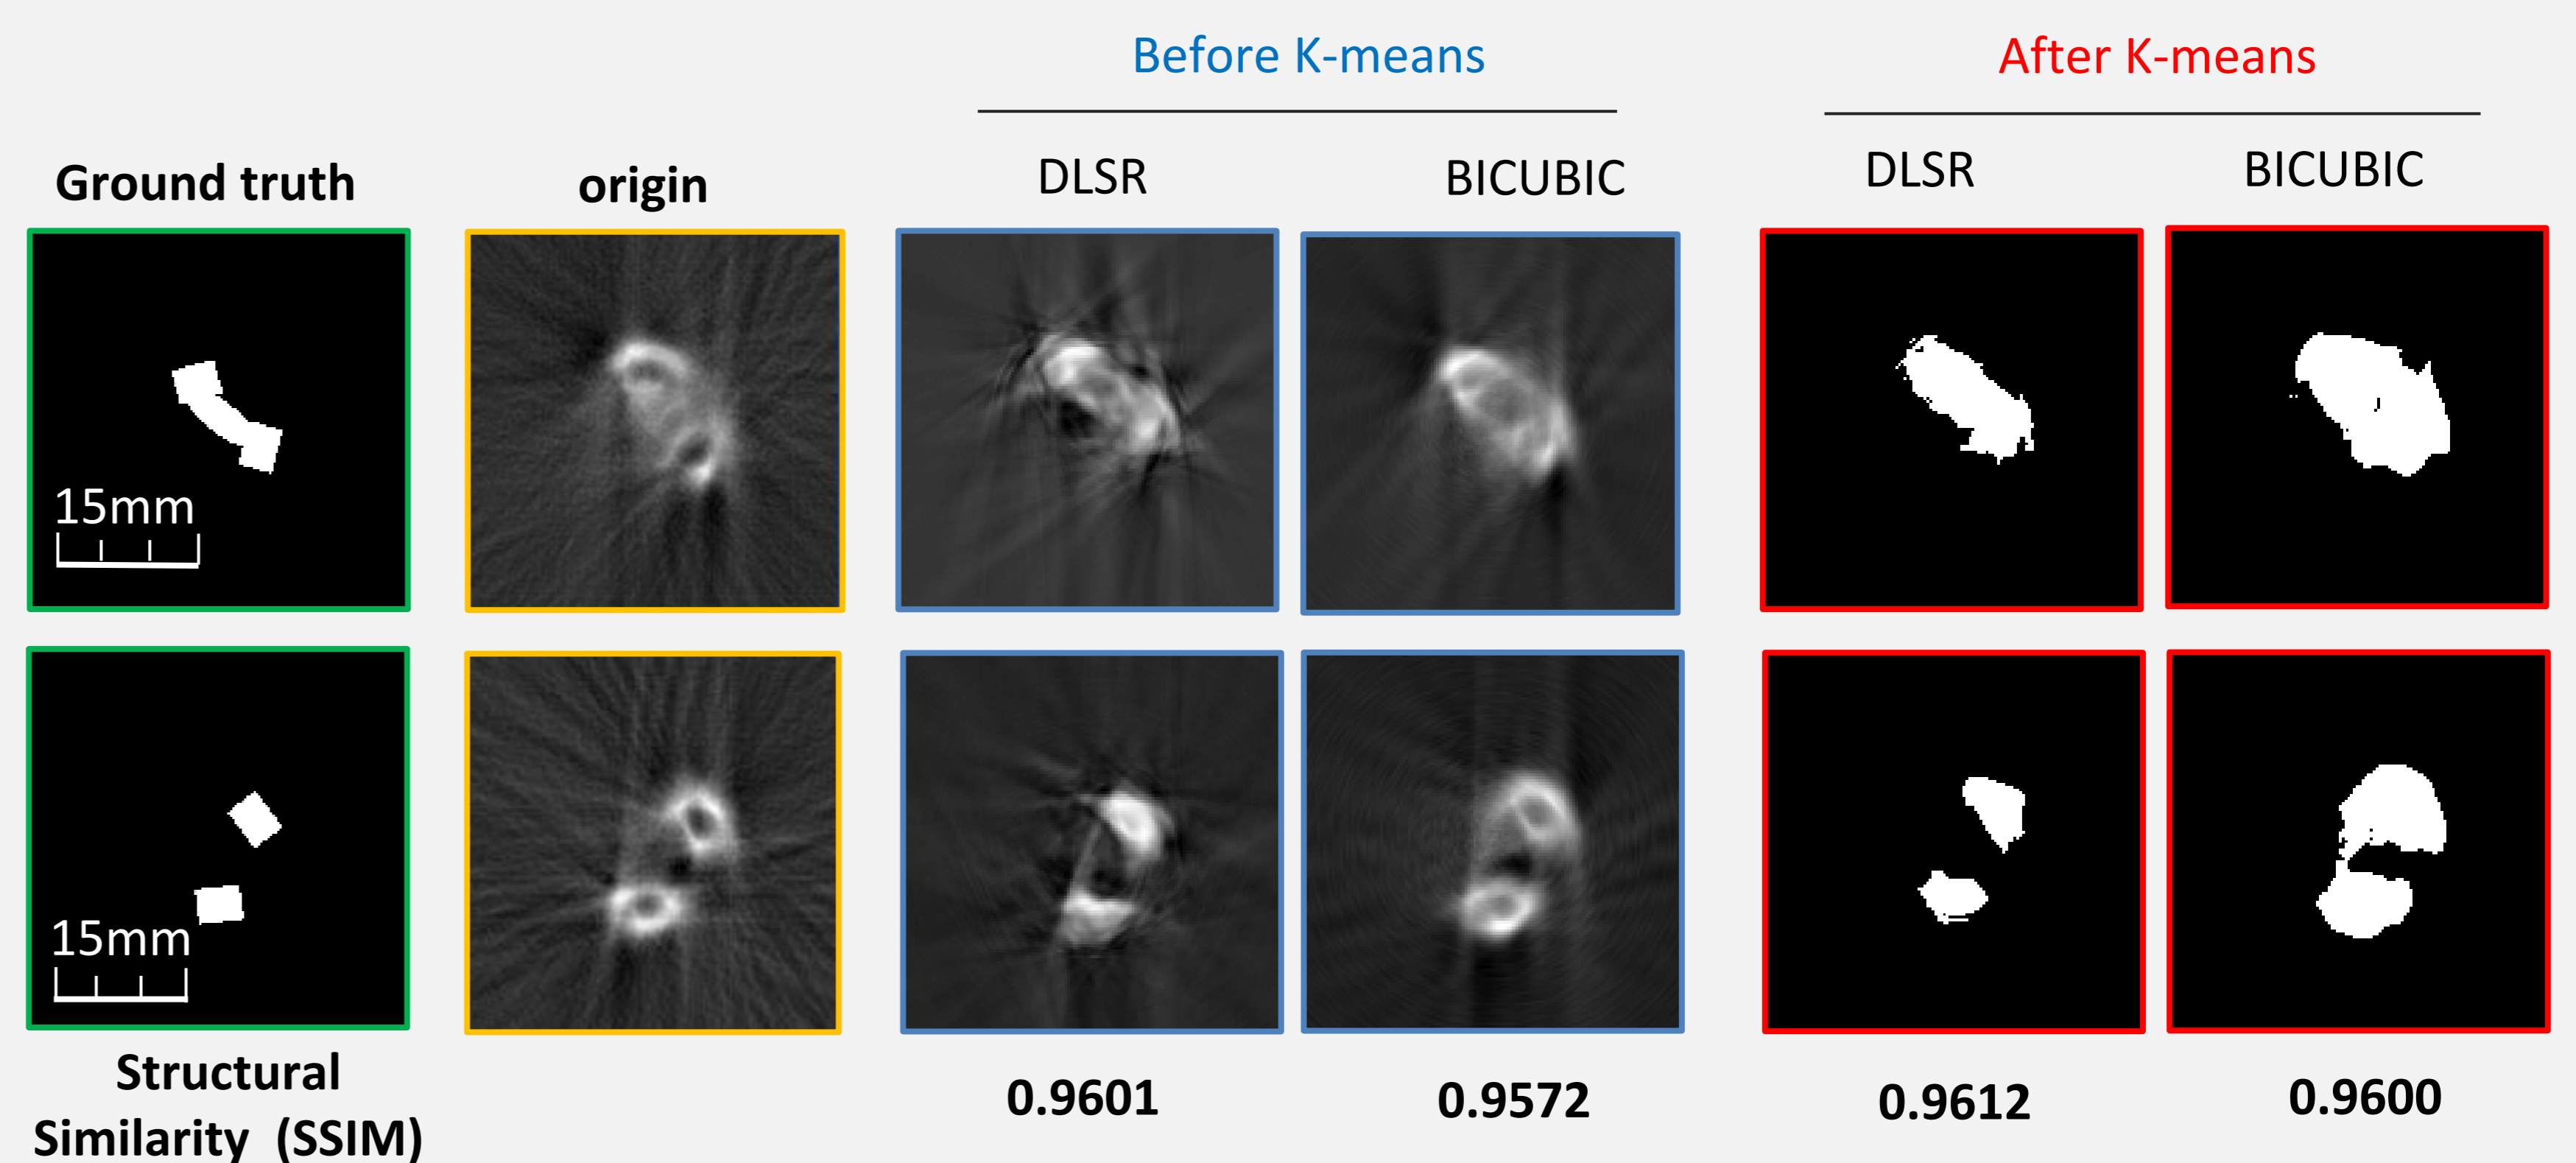 Before K-means
After K-means
Ground truth
origin
DLSR
BICUBIC
DLSR
BICUBIC
15mm
15mm
Structural
Similarity (SSIM)
0.9601
0.9572
0.9612
0.9600